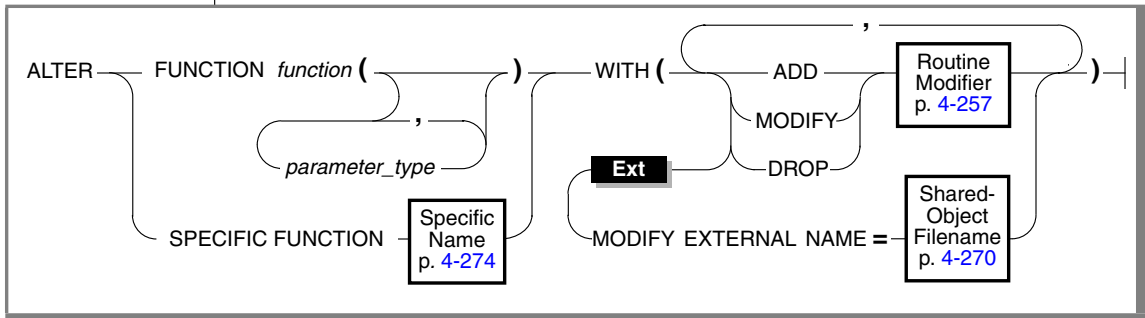 ,
ALTER FUNCTION function ( ) WITH ( ADD Routine Modifier p. 4-257 )
,
MODIFY
parameter_type
Ext
DROP
SPECIFIC FUNCTION Specific Name p. 4-274
MODIFY EXTERNAL NAME = Shared-Object Filename p. 4-270